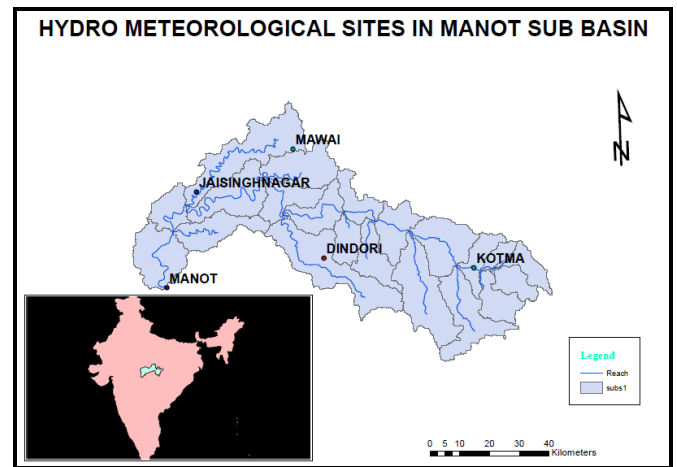 HYDRO METEOROLOGICAL SITES IN MANOT SUB BASIN
N
MAWAI
JAISINGHNAGAR
DINDORI
KOTMA
MANOT
Legend
Reach
subs1
0 5 10 20 30 40
Kilometers